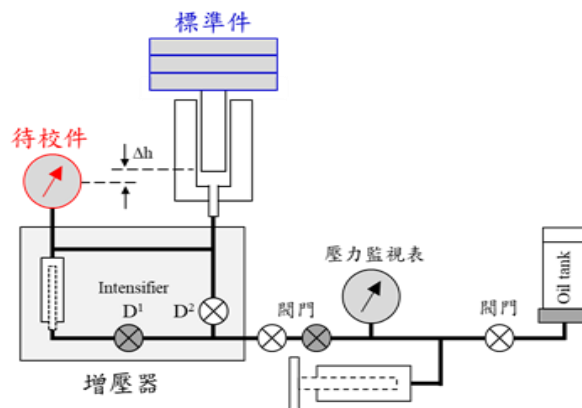 標準件
待校件
Δh
Intensifier
D¹
D²
增壓器
閥門
壓力監視表
閥門
Oil tank